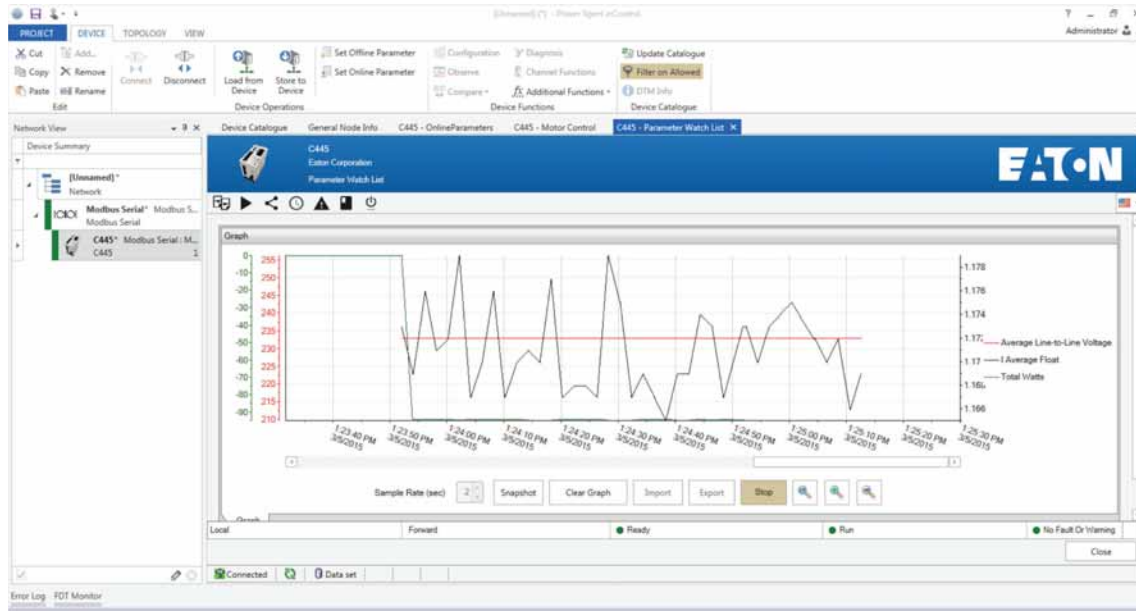 [Unnamed] (*) - Power Xpert inControl
PROJECT DEVICE TOPOLOGY VIEW
Administrator
Cut Add...
Copy Remove
Paste Rename
Edit
Connect Disconnect
Load from Device
Store to Device
Device Operations
Set Offline Parameter
Set Online Parameter
Configuration Diagnosis
Observe Channel Functions
Compare Additional Functions
Device Functions
Update Catalogue
Filter on Allowed
DTM Info
Device Catalogue
Network View
Device Summary
[Unnamed]*
Network
Modbus Serial* Modbus S...
Modbus Serial
C445* Modbus Serial : M...
C445 1
Device Catalogue General Node Info C445 - OnlineParameters C445 - Motor Control C445 - Parameter Watch List
C445
Eaton Corporation
Parameter Watch List
EATON
Graph
0 255 1.178
-10 250 1.176
-20 245 1.174
-30 240 1.17
-40 235 1.17
-50 230
-60 225
-70 220
-80 215 1.166
-90 210
Average Line-to-Line Voltage
I Average Float
Total Watts
1:23:40 PM 1:23:50 PM 1:24:00 PM 1:24:10 PM 1:24:20 PM 1:24:30 PM 1:24:40 PM 1:24:50 PM 1:25:00 PM 1:25:10 PM 1:25:20 PM 1:25:30 PM
3/5/2015 3/5/2015 3/5/2015 3/5/2015 3/5/2015 3/5/2015 3/5/2015 3/5/2015 3/5/2015 3/5/2015 3/5/2015 3/5/2015
Sample Rate (sec) 2 Snapshot Clear Graph Import Export Stop
Graph
Local Forward Ready Run No Fault Or Warning
Close
Connected Data set
Error Log FDT Monitor